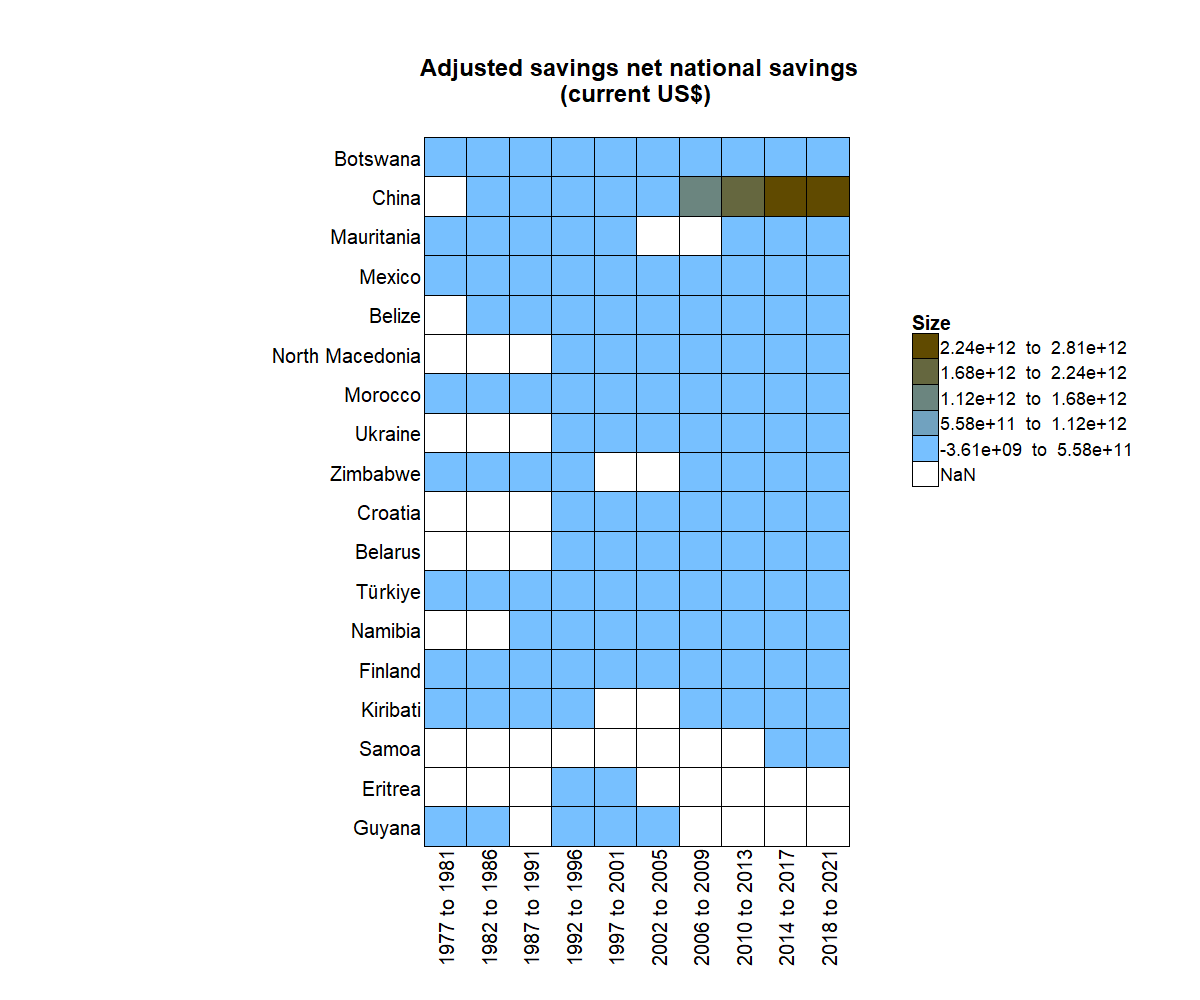 Adjusted savings net national savings
(current US$)
Botswana
China
Mauritania
Mexico
Belize
North Macedonia
Morocco
Ukraine
Zimbabwe
Croatia
Belarus
Türkiye
Namibia
Finland
Kiribati
Samoa
Eritrea
Guyana
1977 to 1981
1982 to 1986
1987 to 1991
1992 to 1996
1997 to 2001
2002 to 2005
2006 to 2009
2010 to 2013
2014 to 2017
2018 to 2021
Size
2.24e+12 to 2.81e+12
1.68e+12 to 2.24e+12
1.12e+12 to 1.68e+12
5.58e+11 to 1.12e+12
-3.61e+09 to 5.58e+11
NaN